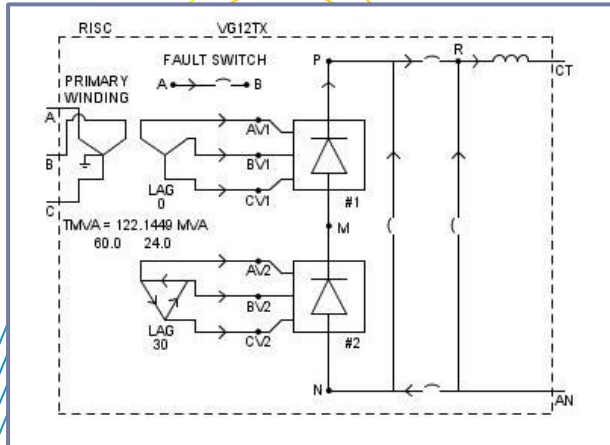 RISC VG12TX
FAULT SWITCH
A B
P
R
CT
PRIMARY
WINDING
A
B
C
AV1
BV1
CV1
LAG
0
#1
TMVA = 122.1449 MVA
60.0 24.0
M
AV2
BV2
CV2
LAG
30
#2
N
AN